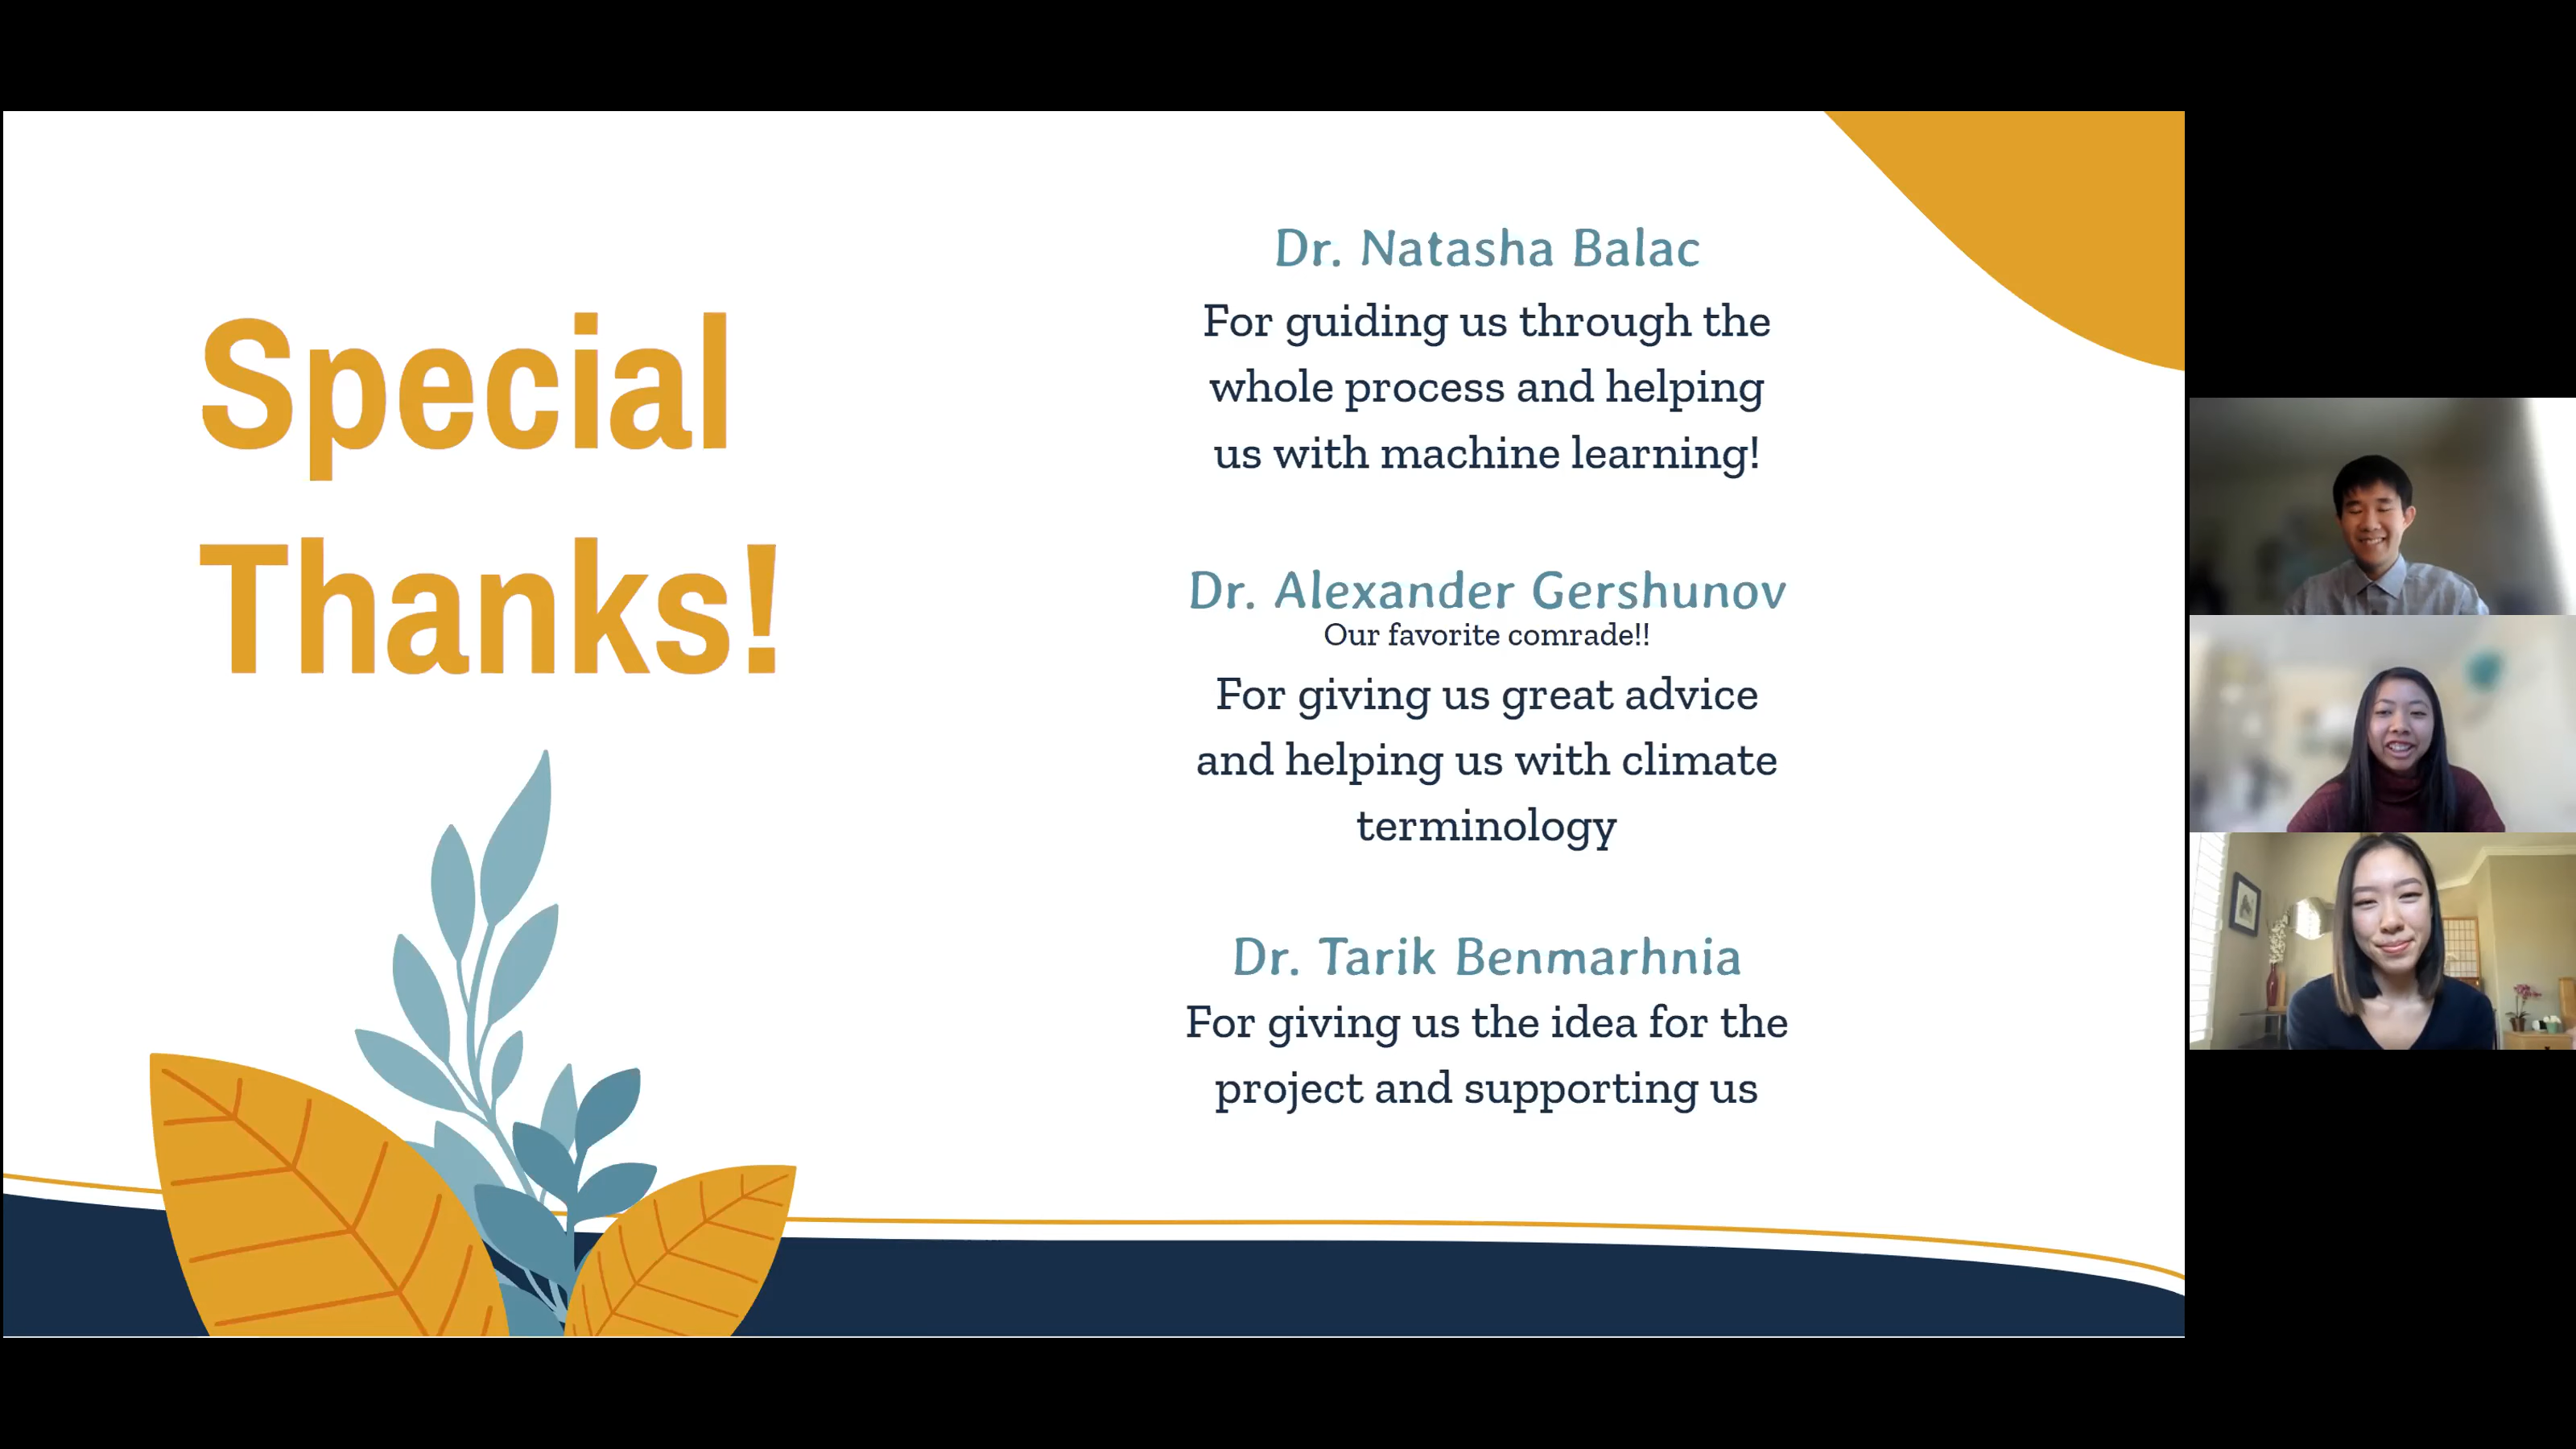 Special
Thanks!
Dr. Natasha Balac
For guiding us through the
whole process and helping
us with machine learning!
Dr. Alexander Gershunov
Our favorite comrade!!
For giving us great advice
and helping us with climate
terminology
Dr. Tarik Benmarhnia
For giving us the idea for the
project and supporting us